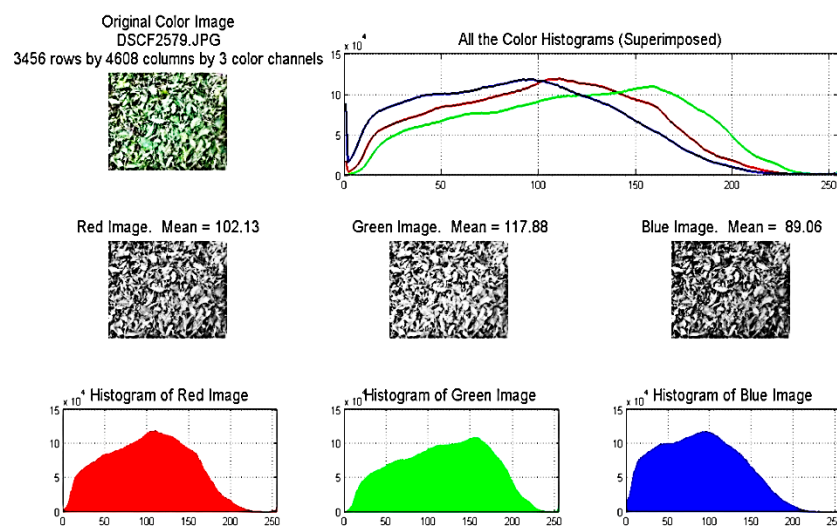 Original Color Image
DSCF2579.JPG
3456 rows by 4608 columns by 3 color channels
All the Color Histograms (Superimposed)
x 10^4
15
10
5
0
0 50 100 150 200 250
Red Image. Mean = 102.13
Green Image. Mean = 117.88
Blue Image. Mean = 89.06
x 10^4 Histogram of Red Image
15
10
5
0
0 50 100 150 200 250
x 10^4 Histogram of Green Image
15
10
5
0
0 50 100 150 200 250
x 10^4 Histogram of Blue Image
15
10
5
0
0 50 100 150 200 250